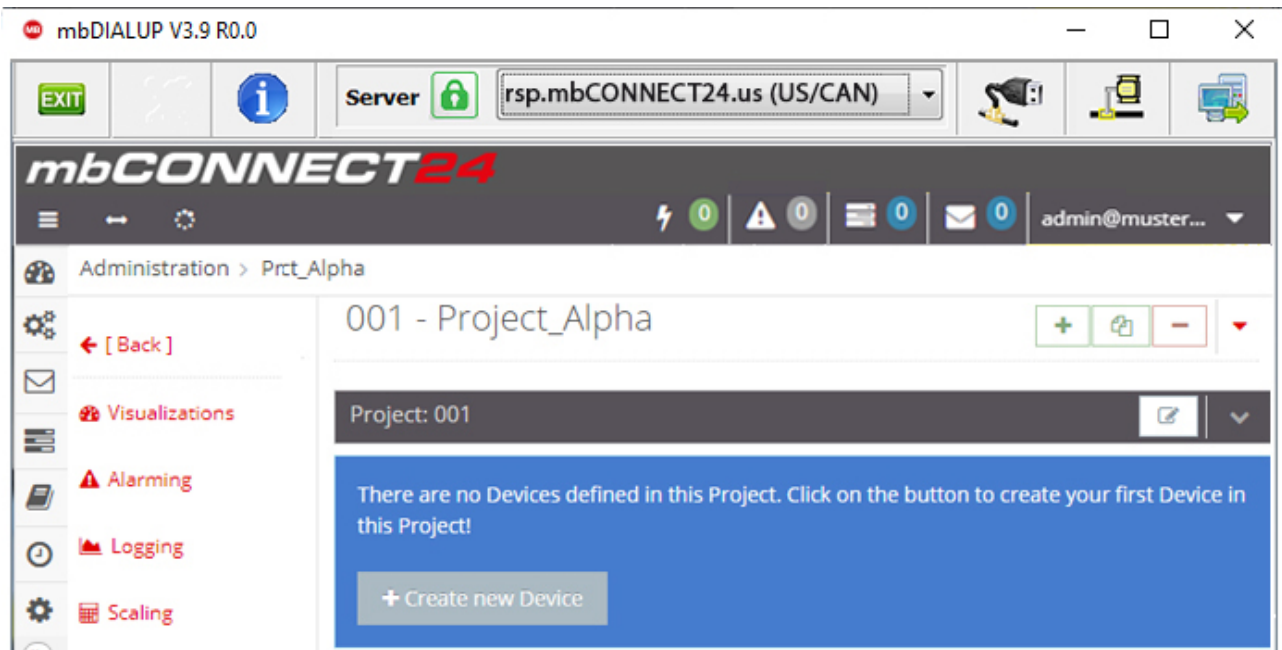 mbDIALUP V3.9 R0.0
EXIT
Server rsp.mbCONNECT24.us (US/CAN)
mbCONNECT24
0 0 0 0 admin@muster...
Administration > Prct_Alpha
001 - Project_Alpha
[ Back ]
Project: 001
Visualizations
Alarming
There are no Devices defined in this Project. Click on the button to create your first Device in
this Project!
Logging
+ Create new Device
Scaling